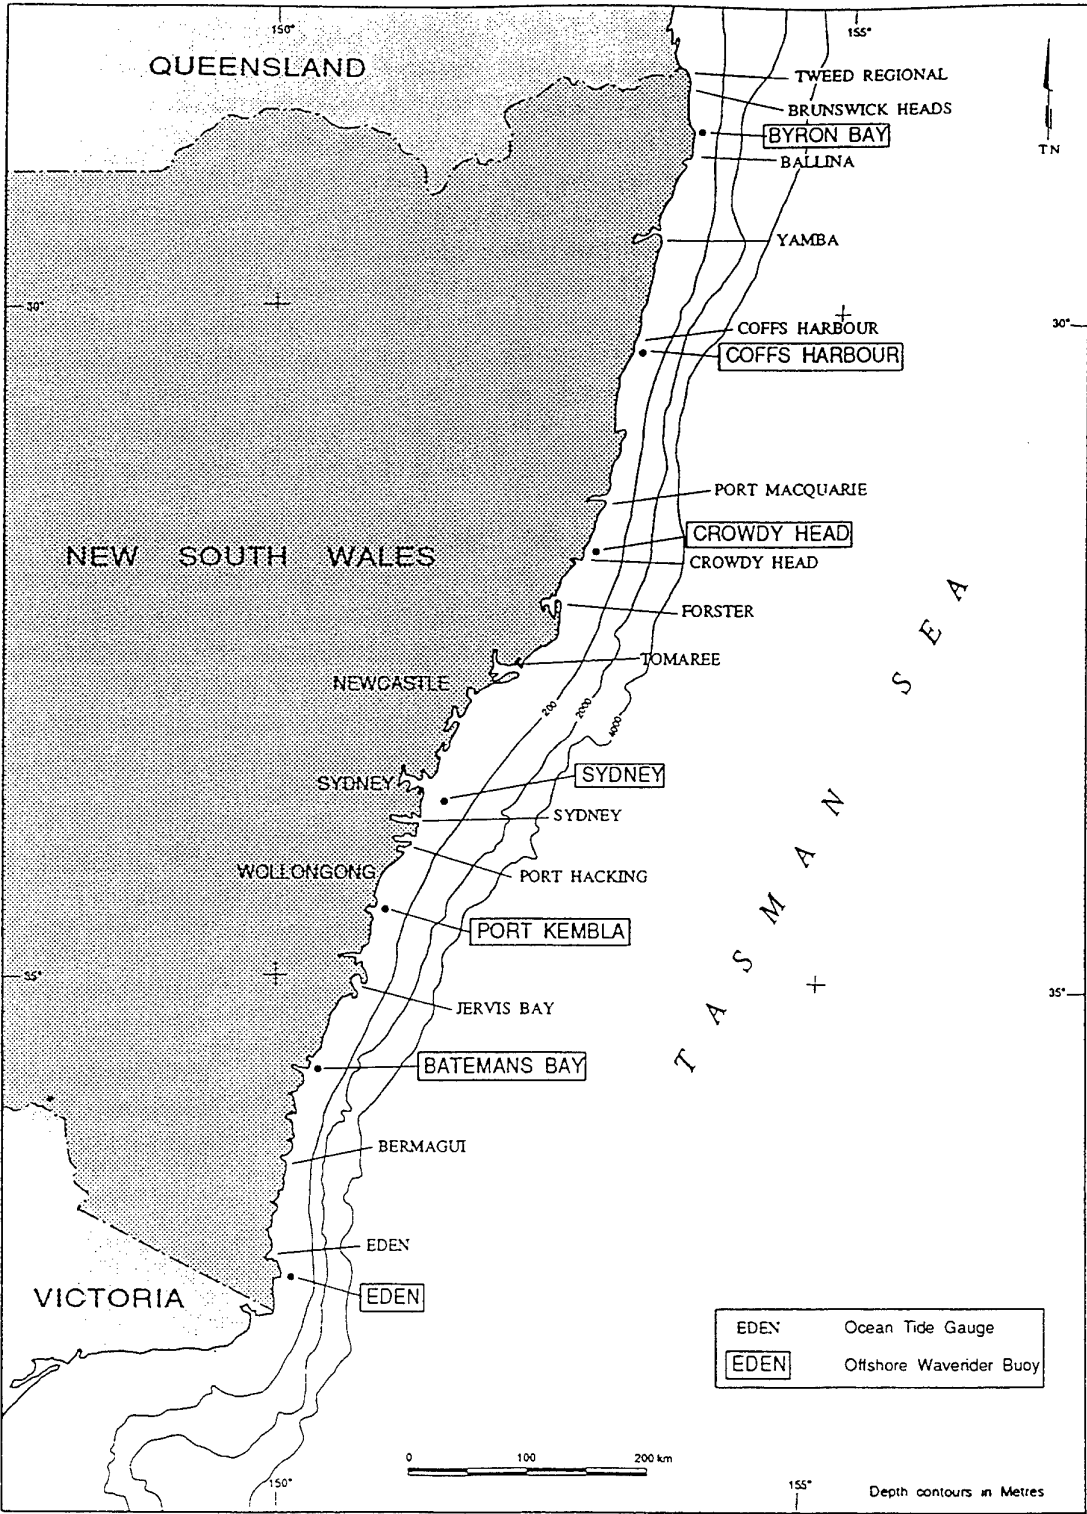 150°
155°
QUEENSLAND
TWEED REGIONAL
BRUNSWICK HEADS
BYRON BAY
TN
BALLINA
YAMBA
30°
30°
COFFS HARBOUR
COFFS HARBOUR
PORT MACQUARIE
CROWDY HEAD
NEW SOUTH WALES
CROWDY HEAD
FORSTER
TOMAREE
NEWCASTLE
200
2000
4000
TASMAN SEA
SYDNEY
SYDNEY
SYDNEY
WOLLONGONG
PORT HACKING
PORT KEMBLA
35°
35°
JERVIS BAY
BATEMANS BAY
BERMAGUI
EDEN
EDEN
VICTORIA
EDEN Ocean Tide Gauge
EDEN Offshore Waverider Buoy
0 100 200 km
150°
155°
Depth contours in Metres